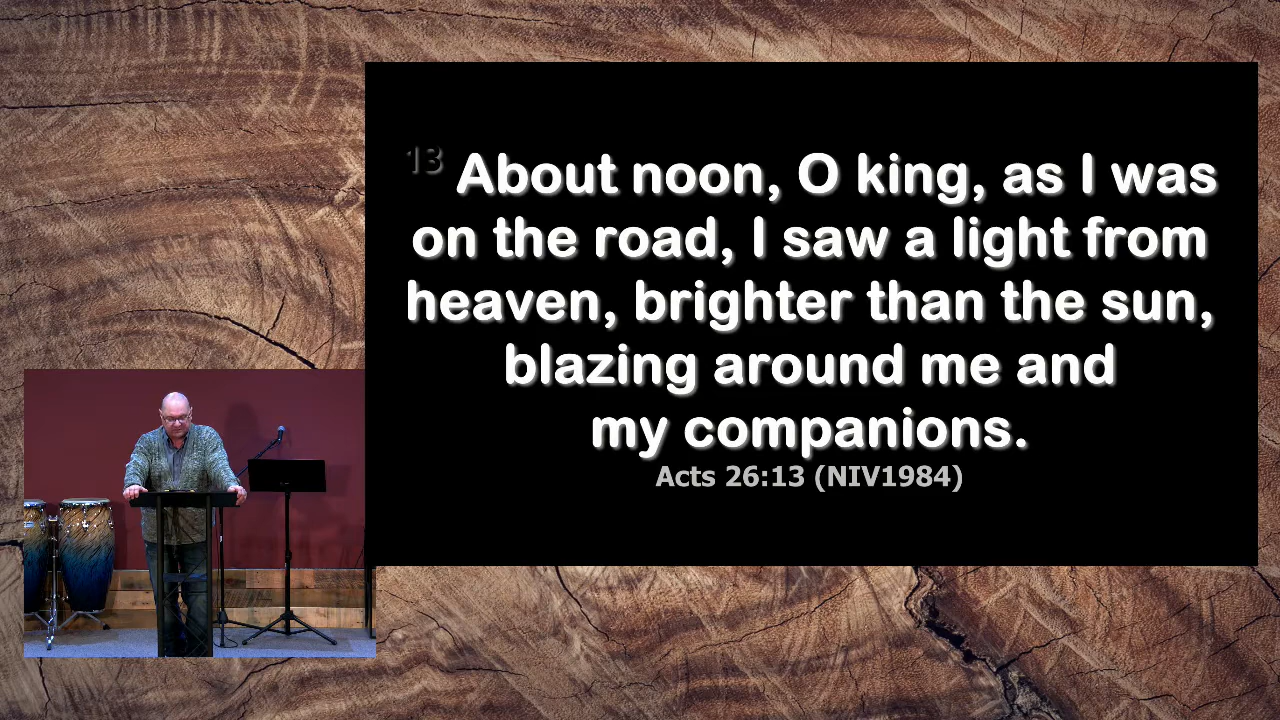 13 About noon, O king, as I was
on the road, I saw a light from
heaven, brighter than the sun,
blazing around me and
my companions.
Acts 26:13 (NIV1984)